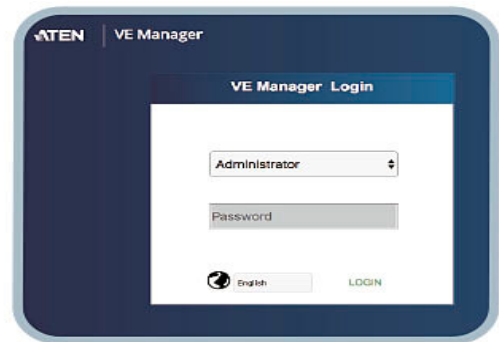 ATEN VE Manager
VE Manager Login
Administrator
Password
English LOGIN